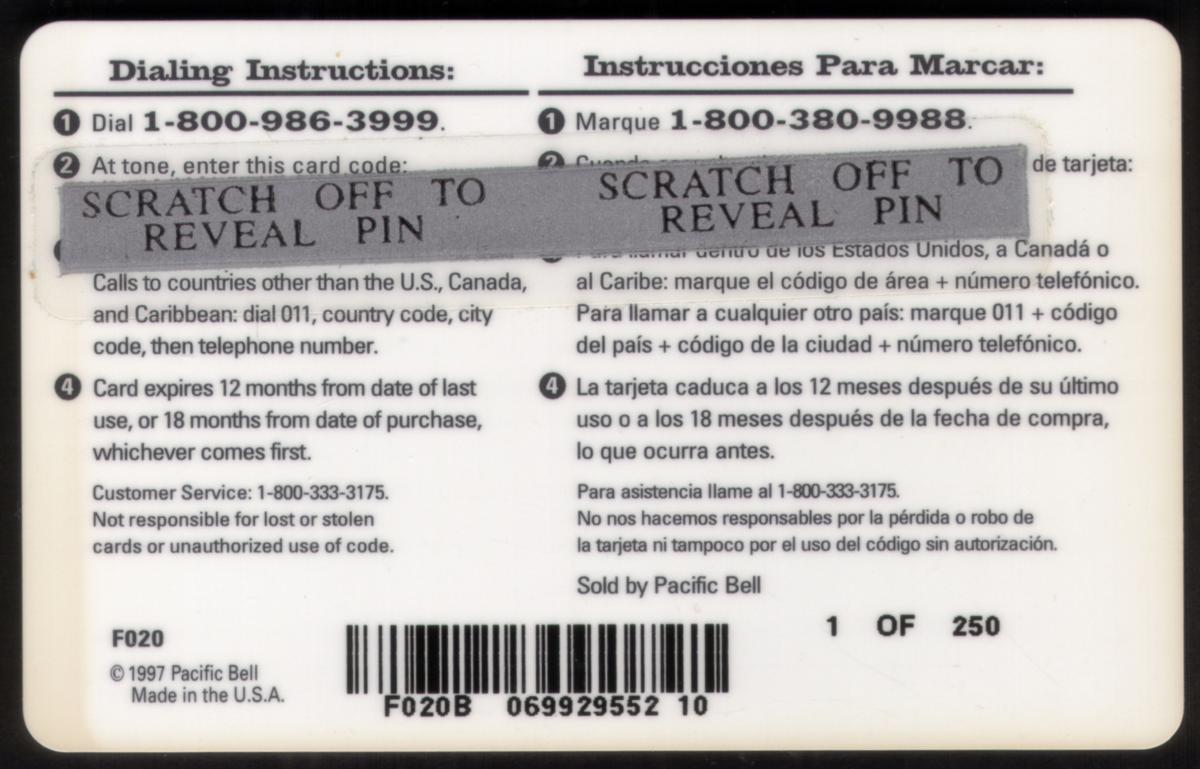 Dialing Instructions:
1 Dial 1-800-986-3999.
2 At tone, enter this card code:
SCRATCH OFF TO
REVEAL PIN
Calls to countries other than the U.S., Canada,
and Caribbean: dial 011, country code, city
code, then telephone number.
4 Card expires 12 months from date of last
use, or 18 months from date of purchase,
whichever comes first.
Customer Service: 1-800-333-3175.
Not responsible for lost or stolen
cards or unauthorized use of code.
F020
© 1997 Pacific Bell
Made in the U.S.A.
Instrucciones Para Marcar:
1 Marque 1-800-380-9988.
2 de tarjeta:
SCRATCH OFF TO
REVEAL PIN
Para llamar dentro de los Estados Unidos, a Canadá o
al Caribe: marque el código de área + número telefónico.
Para llamar a cualquier otro país: marque 011 + código
del país + código de la ciudad + número telefónico.
4 La tarjeta caduca a los 12 meses después de su último
uso o a los 18 meses después de la fecha de compra,
lo que ocurra antes.
Para asistencia llame al 1-800-333-3175.
No nos hacemos responsables por la pérdida o robo de
la tarjeta ni tampoco por el uso del código sin autorización.
Sold by Pacific Bell
1 OF 250
F020B 069929552 10